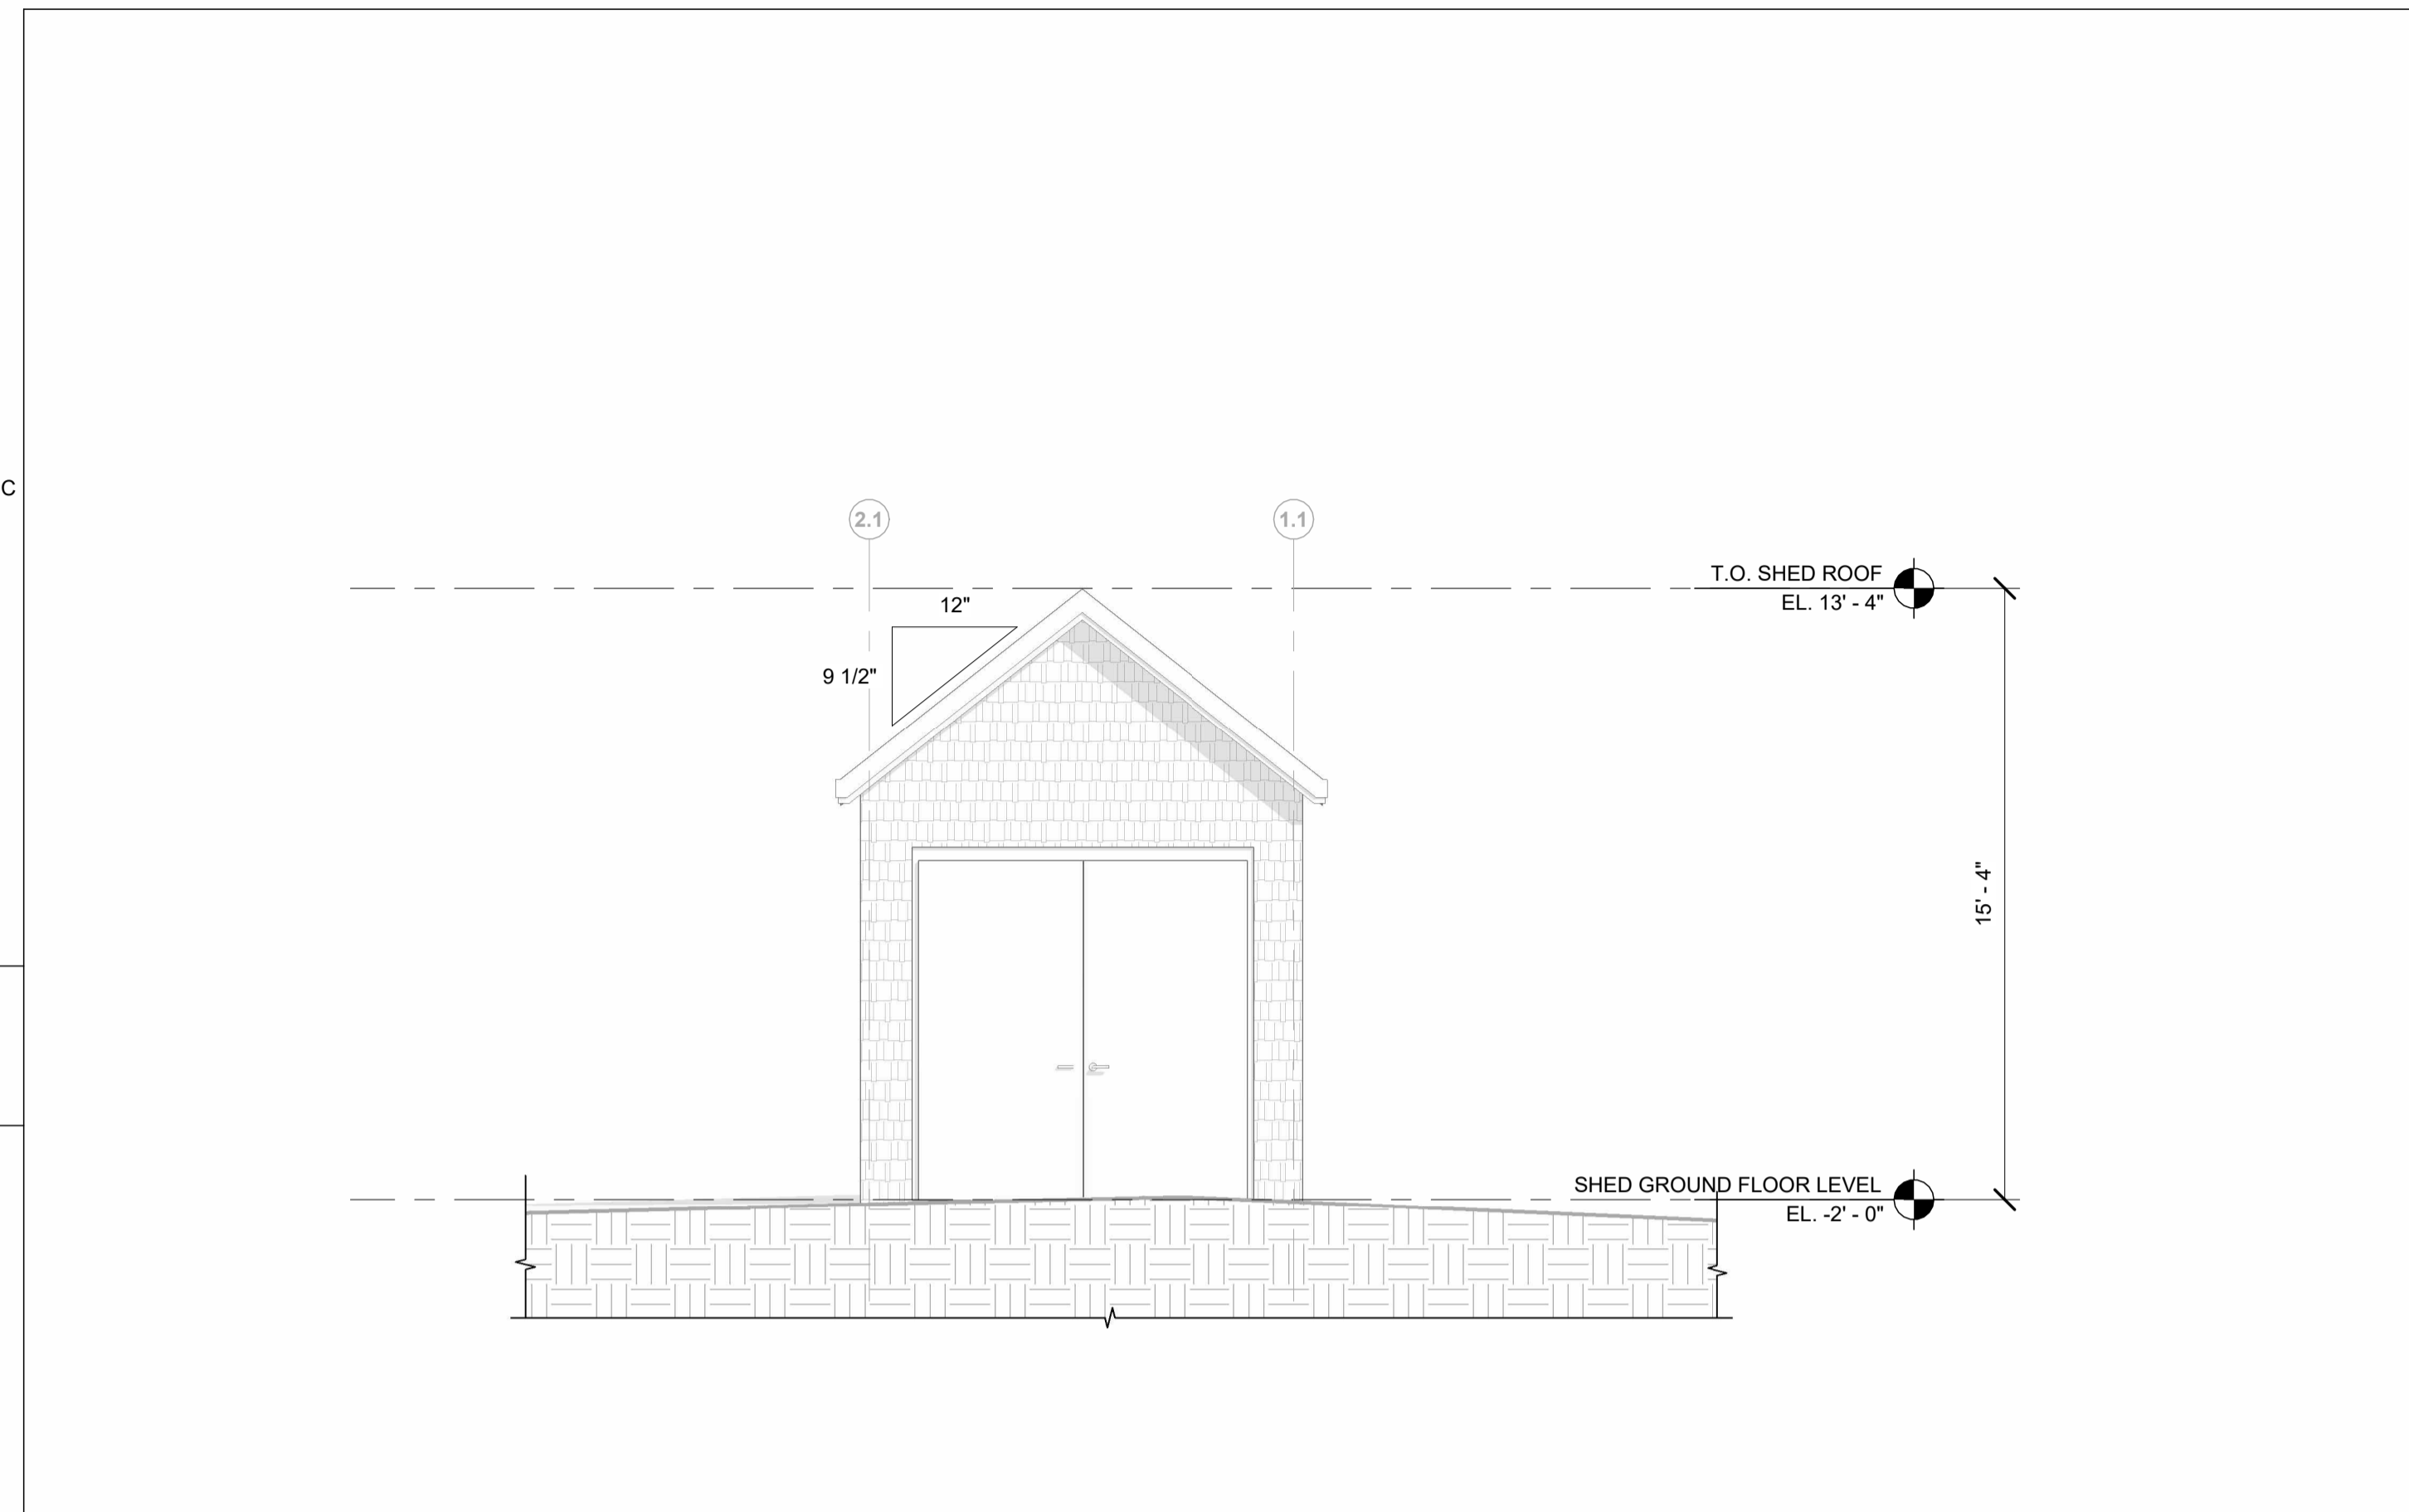 C
2.1
1.1
T.O. SHED ROOF
EL. 13' - 4"
12"
9 1/2"
15' - 4"
SHED GROUND FLOOR LEVEL
EL. -2' - 0"